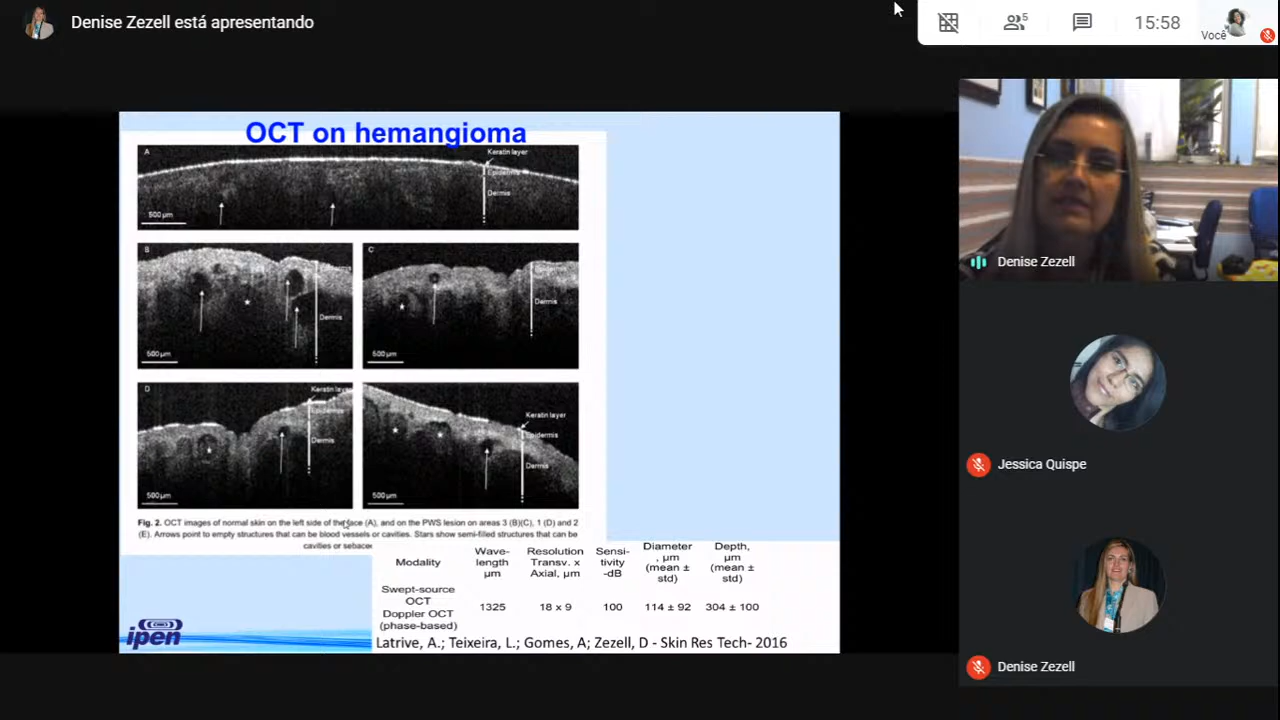 Denise Zezell está apresentando
5
15:58
Você
OCT on hemangioma
A
Keratin layer
Epidermis
Dermis
500 µm
B
Dermis
500 µm
C
Dermis
500 µm
D
Keratin layer
Epidermis
Dermis
500 µm
Keratin layer
Epidermis
Dermis
500 µm
Fig. 2. OCT images of normal skin on the left side of the face (A), and on the PWS lesion on areas 3 (B)(C), 1 (D) and 2
(E). Arrows point to empty structures that can be blood vessels or cavities. Stars show semi-filled structures that can be
cavities or
Modality Wave-length µm Resolution Transv. x Axial, µm Sensi-tivity -dB Diameter, µm (mean ± std) Depth, µm (mean ± std)
Swept-source OCT Doppler OCT (phase-based) 1325 18 x 9 100 114 ± 92 304 ± 100
ipen
Latrive, A.; Teixeira, L.; Gomes, A; Zezell, D - Skin Res Tech- 2016
Denise Zezell
Jessica Quispe
Denise Zezell